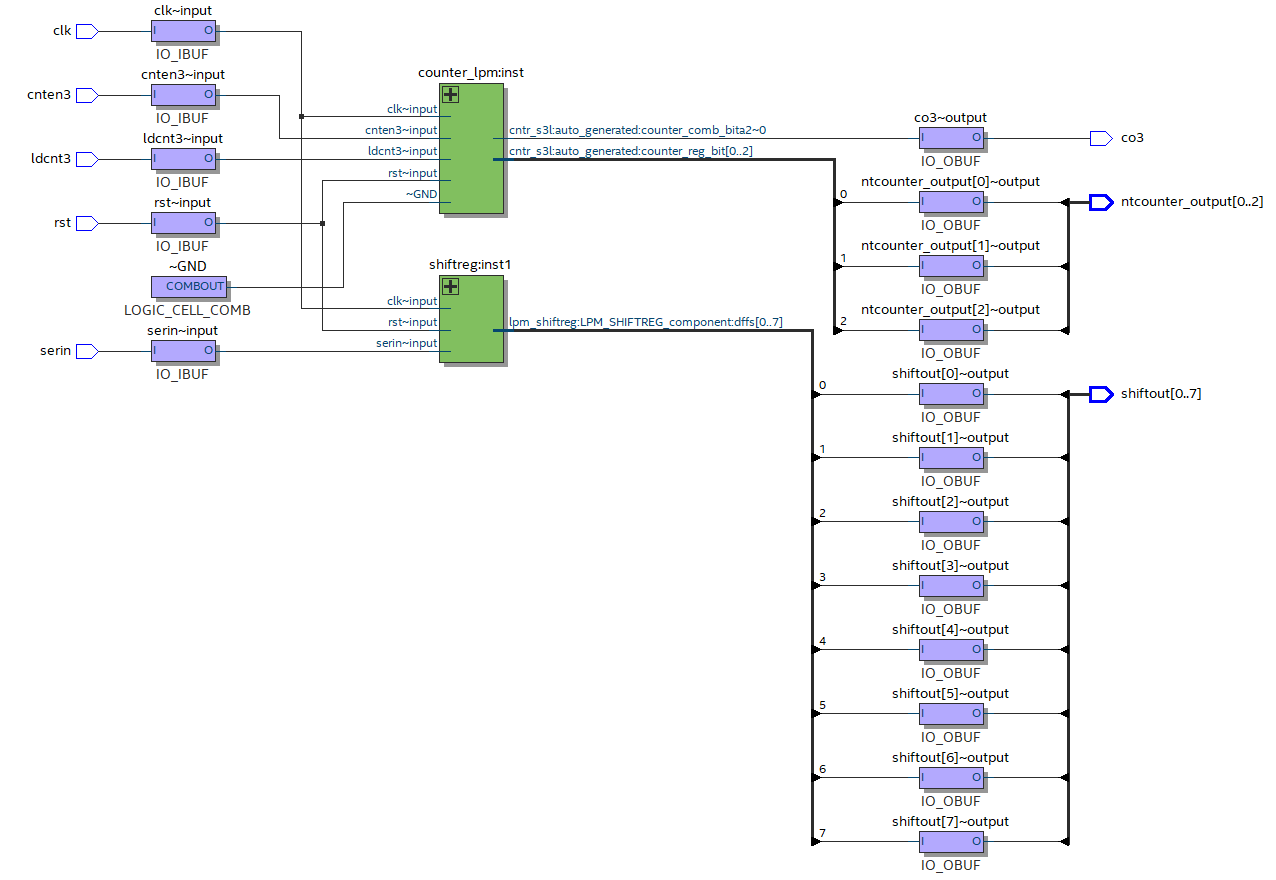 clk
clk~input
I
O
IO_IBUF
cnten3
cnten3~input
I
O
IO_IBUF
ldcnt3
ldcnt3~input
I
O
IO_IBUF
rst
rst~input
I
O
IO_IBUF
~GND
COMBOUT
LOGIC_CELL_COMB
serin
serin~input
I
O
IO_IBUF
counter_lpm:inst
clk~input
cnten3~input
ldcnt3~input
rst~input
~GND
cntr_s3l:auto_generated:counter_comb_bita2~0
cntr_s3l:auto_generated:counter_reg_bit[0..2]
shiftreg:inst1
clk~input
rst~input
serin~input
lpm_shiftreg:LPM_SHIFTREG_component:dffs[0..7]
co3~output
I
O
IO_OBUF
co3
0
ntcounter_output[0]~output
I
O
IO_OBUF
ntcounter_output[0..2]
1
ntcounter_output[1]~output
I
O
IO_OBUF
2
ntcounter_output[2]~output
I
O
IO_OBUF
0
shiftout[0]~output
I
O
IO_OBUF
shiftout[0..7]
1
shiftout[1]~output
I
O
IO_OBUF
2
shiftout[2]~output
I
O
IO_OBUF
3
shiftout[3]~output
I
O
IO_OBUF
4
shiftout[4]~output
I
O
IO_OBUF
5
shiftout[5]~output
I
O
IO_OBUF
6
shiftout[6]~output
I
O
IO_OBUF
7
shiftout[7]~output
I
O
IO_OBUF